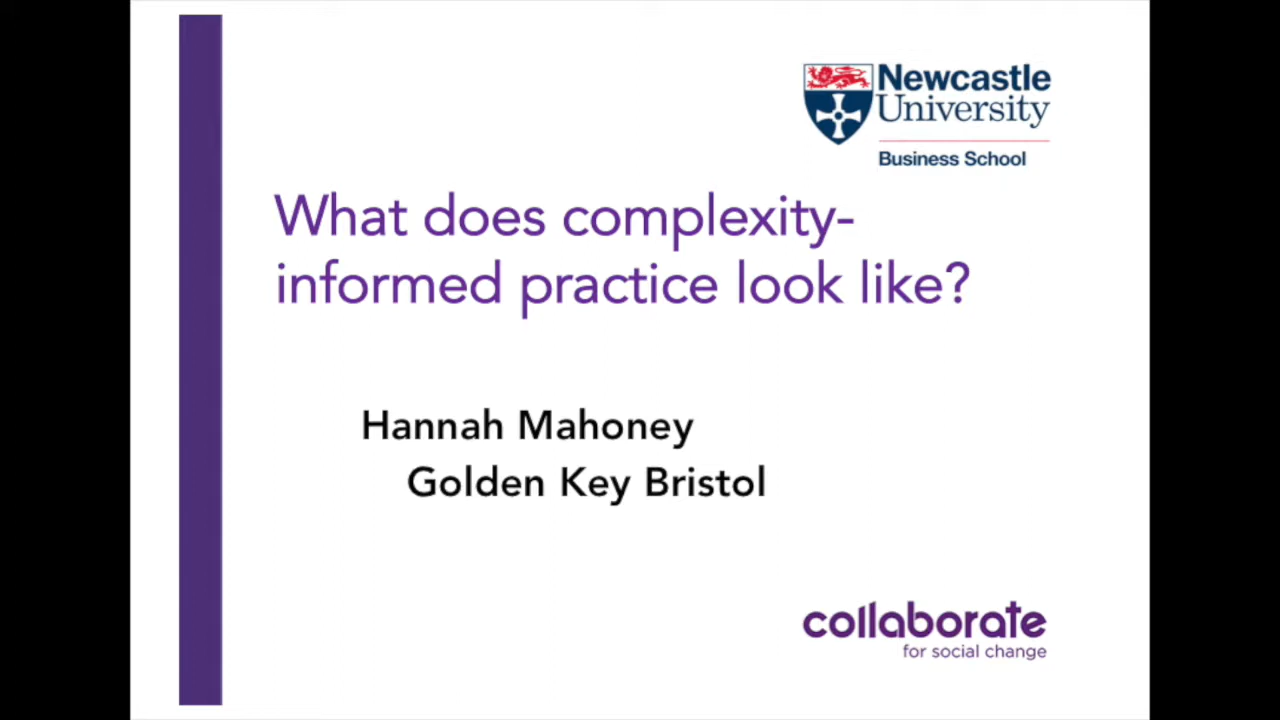 Newcastle
University
Business School
What does complexity-
informed practice look like?
Hannah Mahoney
Golden Key Bristol
collaborate
for social change